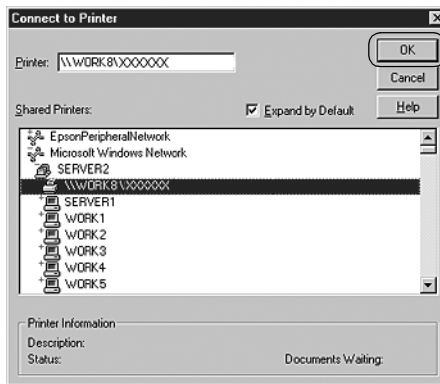 Connect to Printer
Printer: \\WORK8\XXXXXX
OK
Cancel
Help
Shared Printers:
Expand by Default
EpsonPeripheralNetwork
Microsoft Windows Network
SERVER2
\\WORK8\XXXXXX
SERVER1
WORK1
WORK2
WORK3
WORK4
WORK5
Printer Information
Description:
Status:
Documents Waiting: